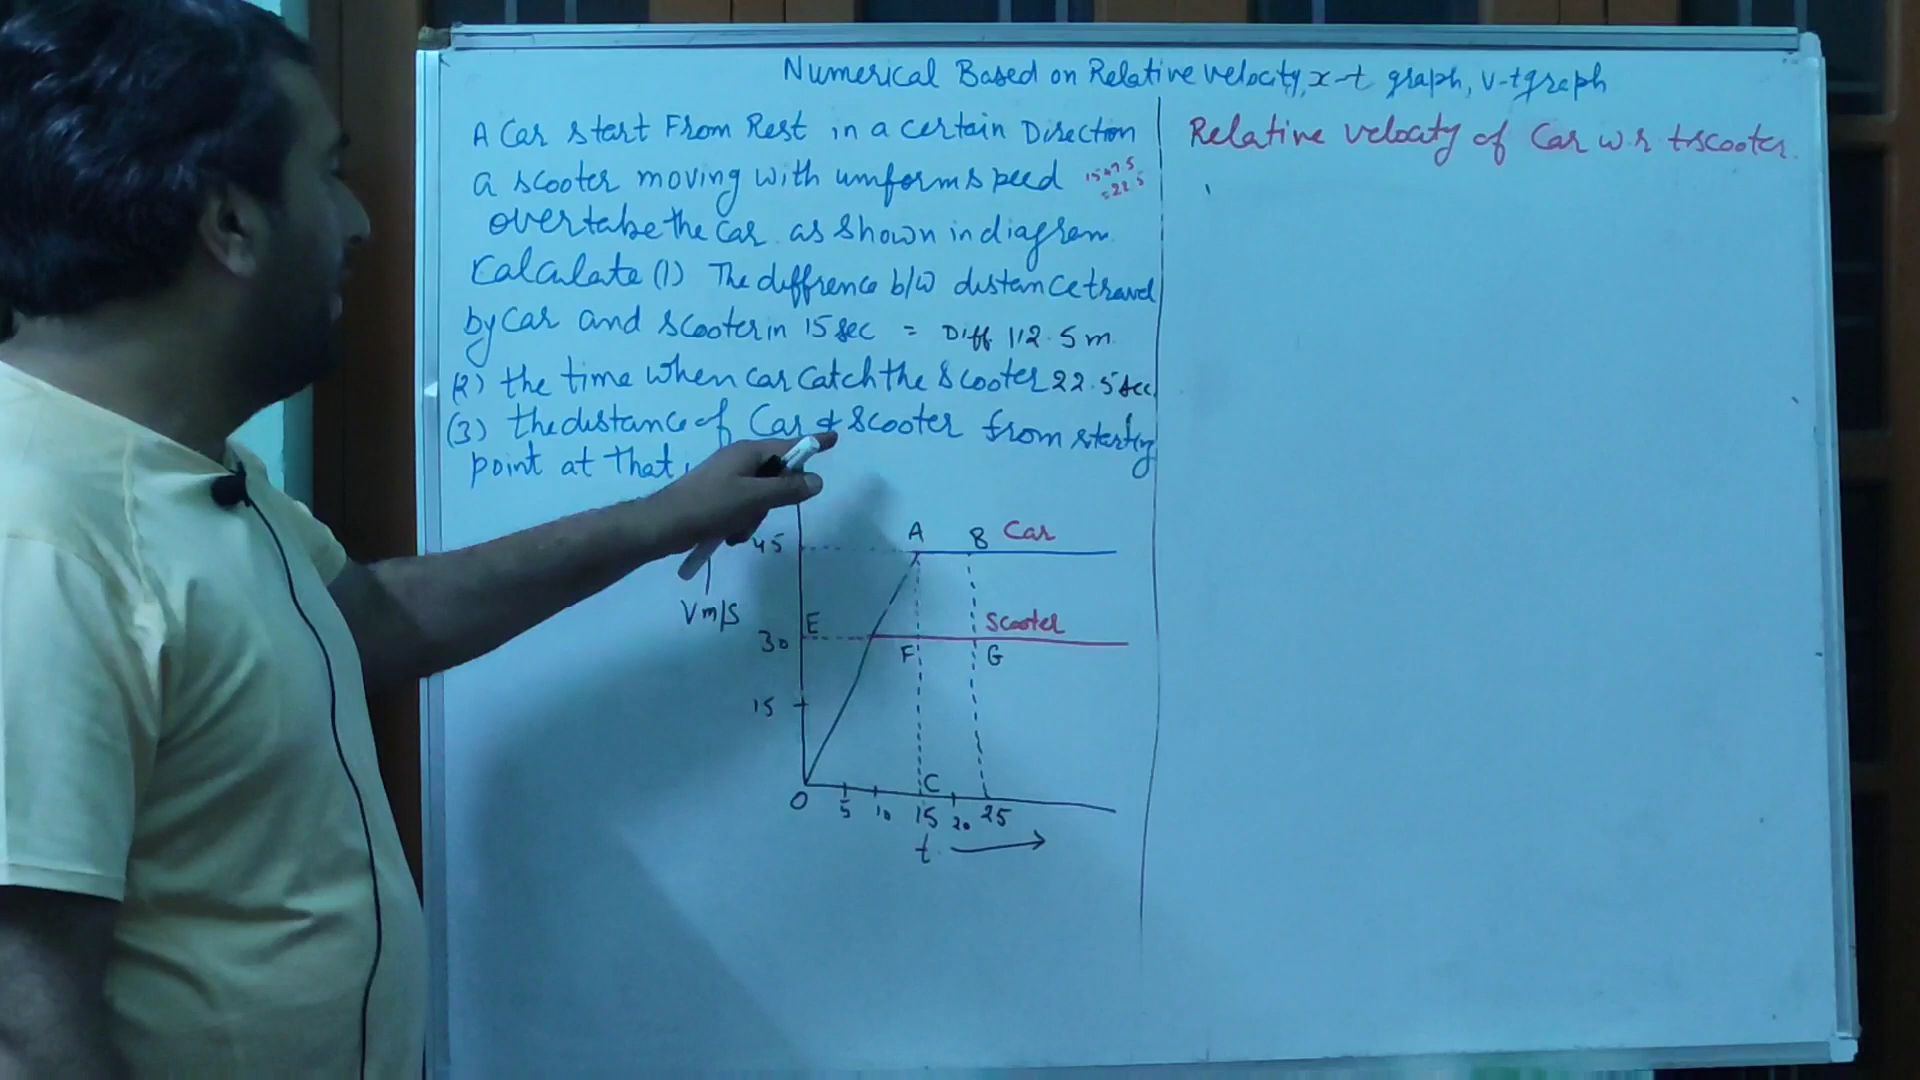 Numerical Based on Relative velocity, x-t graph, v-t graph
A Car start From Rest in a certain Direction
a scooter moving with uniform speed
15+7.5
=22.5
overtake the car as shown in diagram
Calculate (1) The diffrence b/w distance travel
by Car and scooter in 15 sec = Diff 112.5 m
(2) the time when car catch the scooter 22.5 sec
(3) the distance of Car & scooter from starting
point at that
Relative velocity of Car w.r.t scooter.
A B Car
45
Vm/s
E
Scooter
30
F G
15
C
O 5 10 15 20 25
t